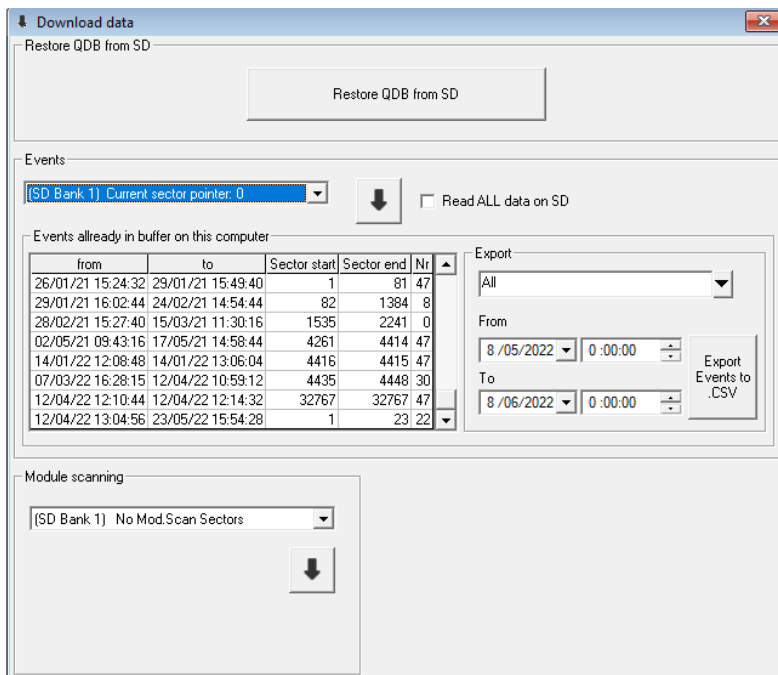 Download data
Restore QDB from SD
Restore QDB from SD
Events
(SD Bank 1) Current sector pointer: 0
Read ALL data on SD
Events allready in buffer on this computer
from to Sector start Sector end Nr
26/01/21 15:24:32 29/01/21 15:49:40 1 81 47
29/01/21 16:02:44 24/02/21 14:54:44 82 1384 8
28/02/21 15:27:40 15/03/21 11:30:16 1535 2241 0
02/05/21 09:43:16 17/05/21 14:58:44 4261 4414 47
14/01/22 12:08:48 14/01/22 13:06:04 4416 4415 47
07/03/22 16:28:15 12/04/22 10:59:12 4435 4448 30
12/04/22 12:10:44 12/04/22 12:14:32 32767 32767 47
12/04/22 13:04:56 23/05/22 15:54:28 1 23 22
Export
All
From
8 /05/2022 0 :00:00
To
8 /06/2022 0 :00:00
Export
Events to
.CSV
Module scanning
(SD Bank 1) No Mod.Scan Sectors